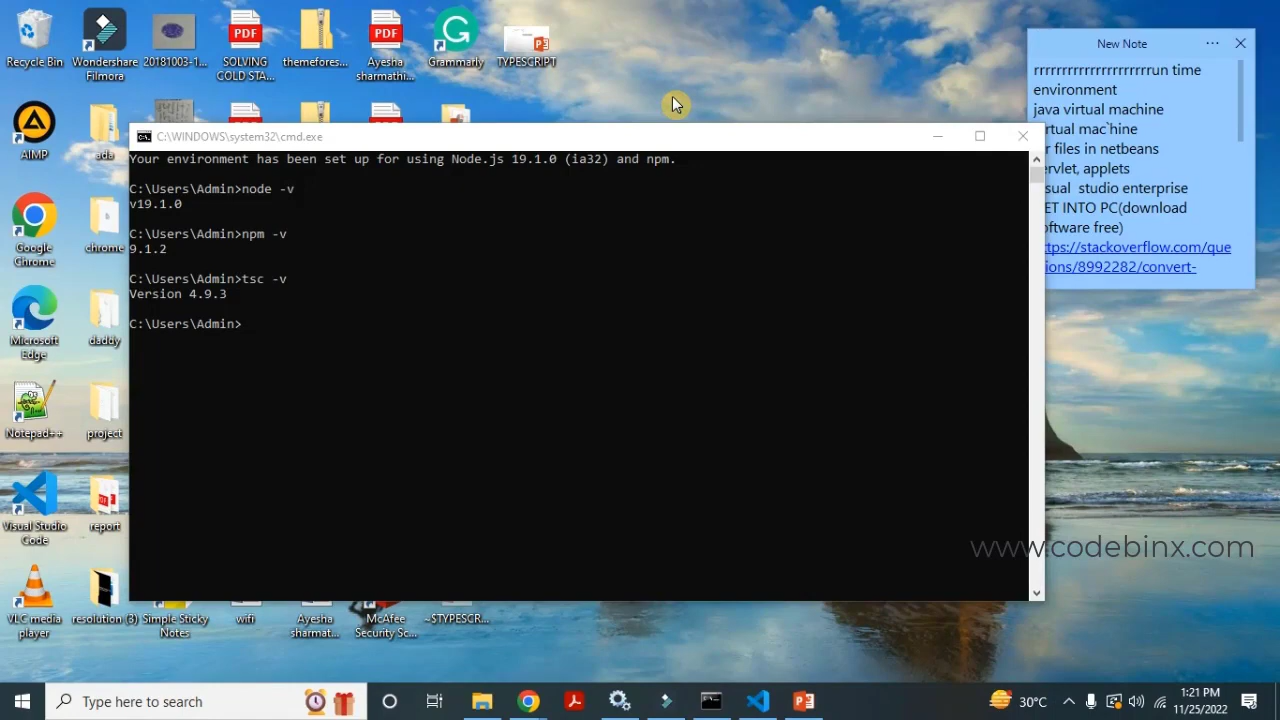 Recycle Bin
Wondershare
Filmora
20181003-1...
PDF
SOLVING
COLD STA...
themefores...
PDF
Ayesha
sharmathi...
Grammarly
TYPESCRIPT
New Note
rrrrrrrrrrrrrrrrrrrrrun time
environment
java virtual machine
rtual mac`hine
r files in netbeans
ervlet, applets
sual studio enterprise
ET INTO PC(download
oftware free)
ttps://stackoverflow.com/que
ions/8992282/convert-
AIMP
ada
Google
Chrome
chrome
Microsoft
Edge
daddy
Notepad++
project
Visual Studio
Code
report
VLC media
player
resolution (3)
Simple Sticky
Notes
wifi
Ayesha
sharmat...
McAfee
Security Sc...
~$TYPESCR...
C:\WINDOWS\system32\cmd.exe
Your environment has been set up for using Node.js 19.1.0 (ia32) and npm.
C:\Users\Admin>node -v
v19.1.0
C:\Users\Admin>npm -v
9.1.2
C:\Users\Admin>tsc -v
Version 4.9.3
C:\Users\Admin>
www.codebinx.com
Type here to search
30°C
1:21 PM
11/25/2022